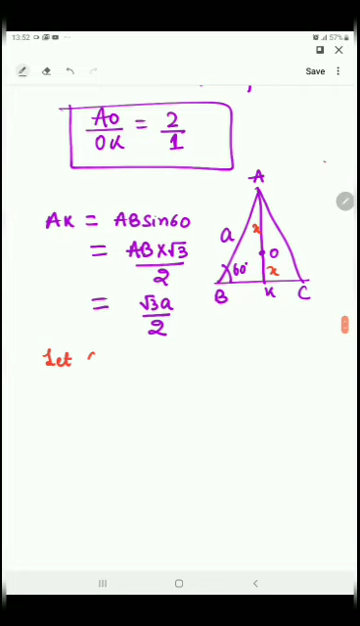 13:52
57%
Save
AO/OK = 2/1
A
AK = ABsin60
a
x
= AB×√3/2
O
60°
x
B
K
C
= √3a/2
Let